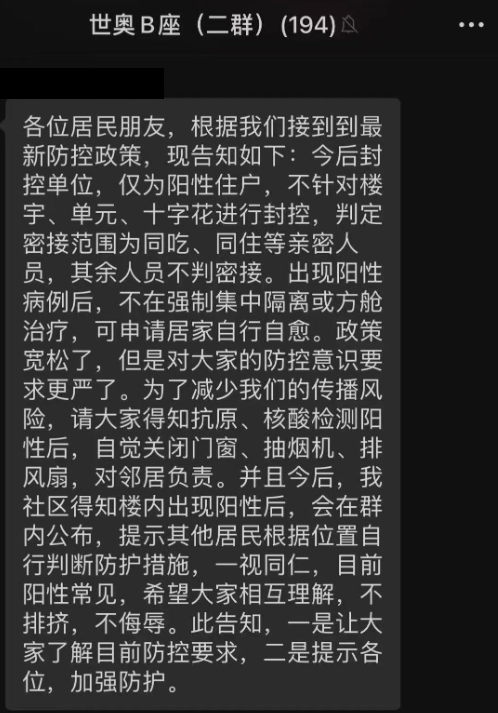 世奥B座（二群）(194)
各位居民朋友，根据我们接到到最
新防控政策，现告知如下：今后封
控单位，仅为阳性住户，不针对楼
宇、单元、十字花进行封控，判定
密接范围为同吃、同住等亲密人
员，其余人员不判密接。出现阳性
病例后，不在强制集中隔离或方舱
治疗，可申请居家自行自愈。政策
宽松了，但是对大家的防控意识要
求更严了。为了减少我们的传播风
险，请大家得知抗原、核酸检测阳
性后，自觉关闭门窗、抽烟机、排
风扇，对邻居负责。并且今后，我
社区得知楼内出现阳性后，会在群
内公布，提示其他居民根据位置自
行判断防护措施，一视同仁，目前
阳性常见，希望大家相互理解，不
排挤，不侮辱。此告知，一是让大
家了解目前防控要求，二是提示各
位，加强防护。